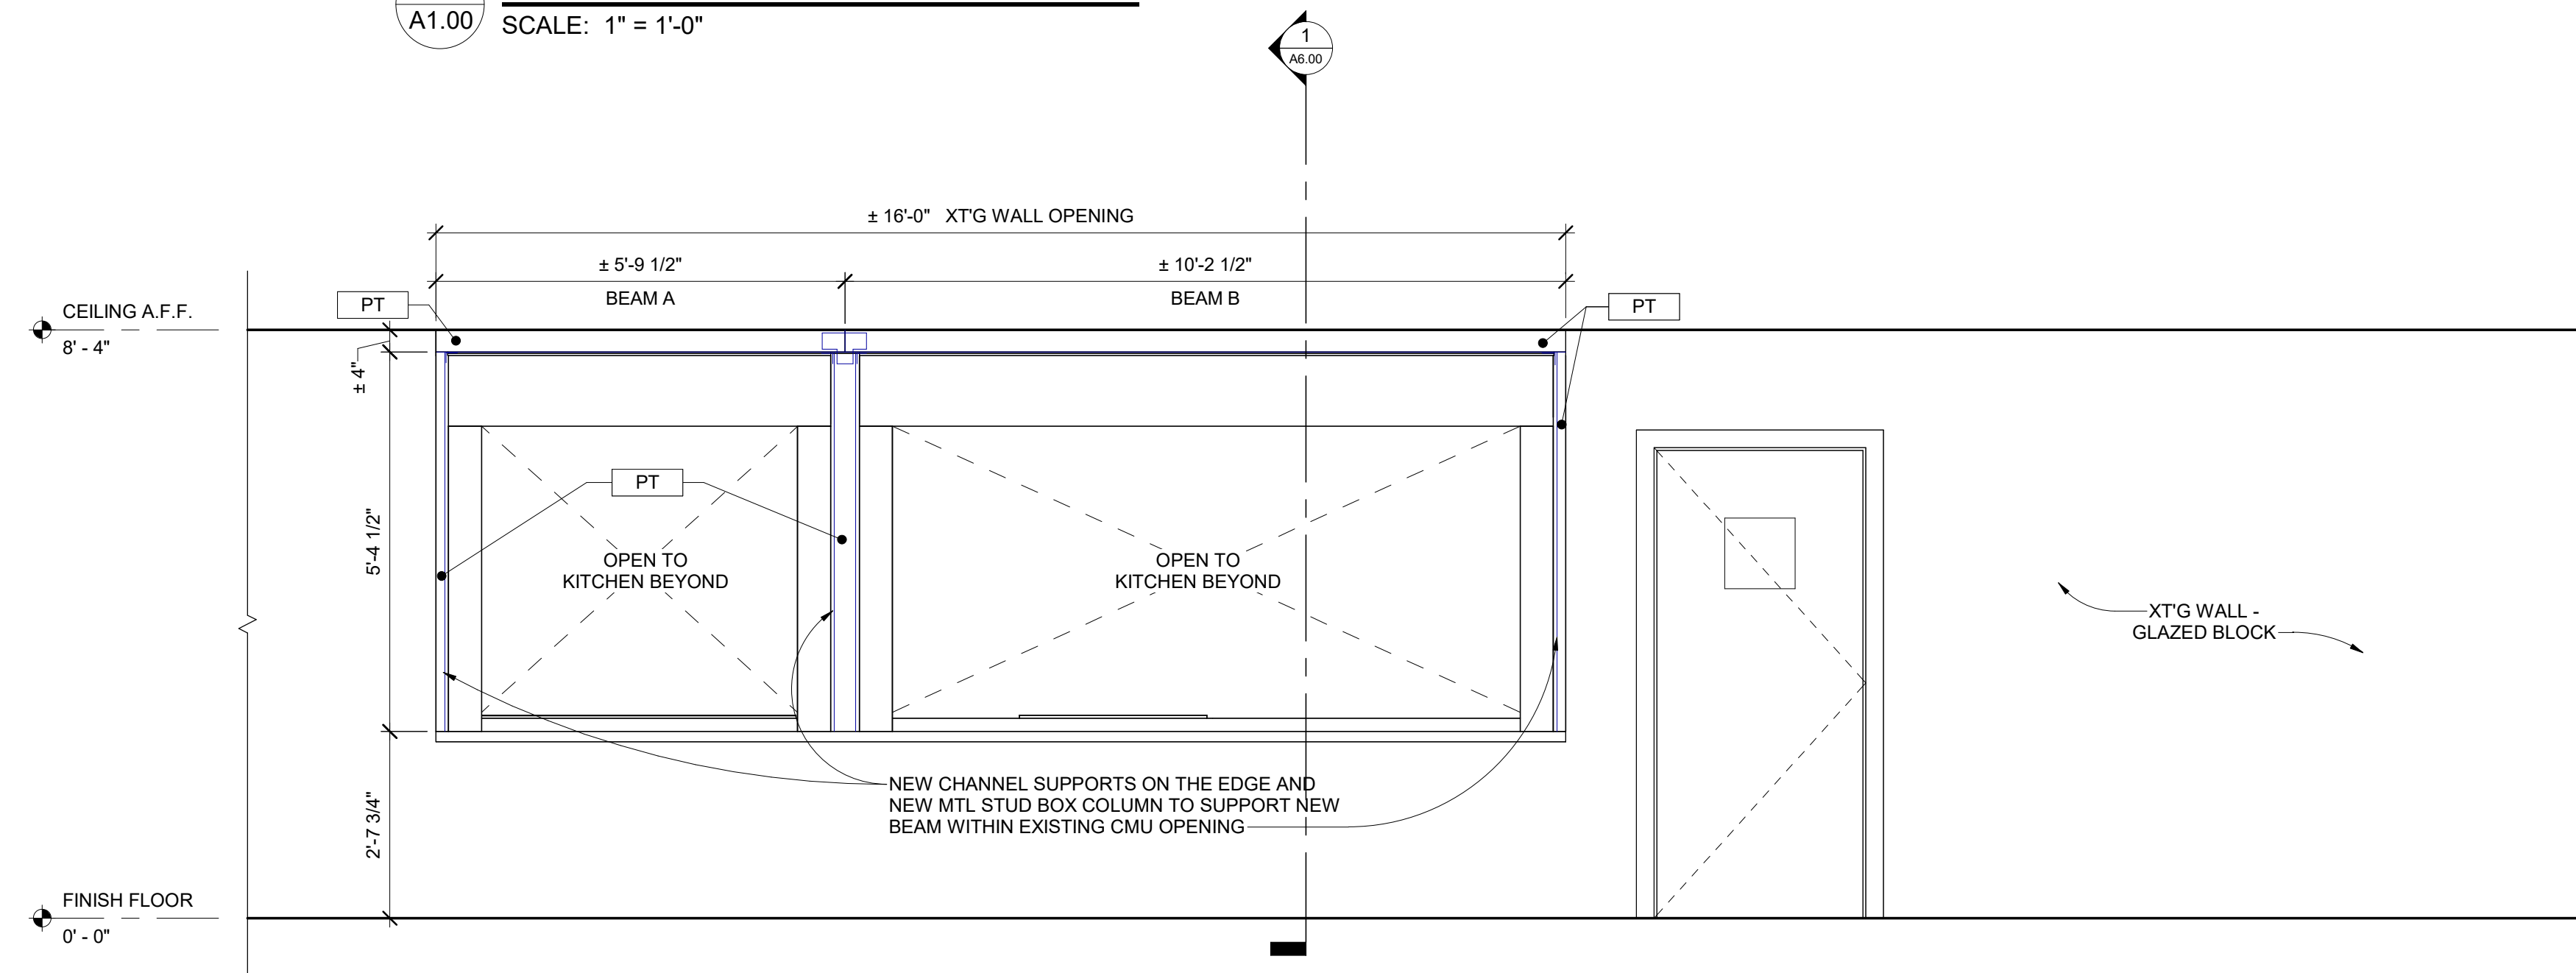 A1.00
SCALE: 1" = 1'-0"
1
A6.00
± 16'-0" XT'G WALL OPENING
± 5'-9 1/2"
± 10'-2 1/2"
BEAM A
BEAM B
PT
PT
CEILING A.F.F.
8' - 4"
± 4"
PT
5'-4 1/2"
OPEN TO
KITCHEN BEYOND
OPEN TO
KITCHEN BEYOND
XT'G WALL -
GLAZED BLOCK
NEW CHANNEL SUPPORTS ON THE EDGE AND
NEW MTL STUD BOX COLUMN TO SUPPORT NEW
BEAM WITHIN EXISTING CMU OPENING
2'-7 3/4"
FINISH FLOOR
0' - 0"